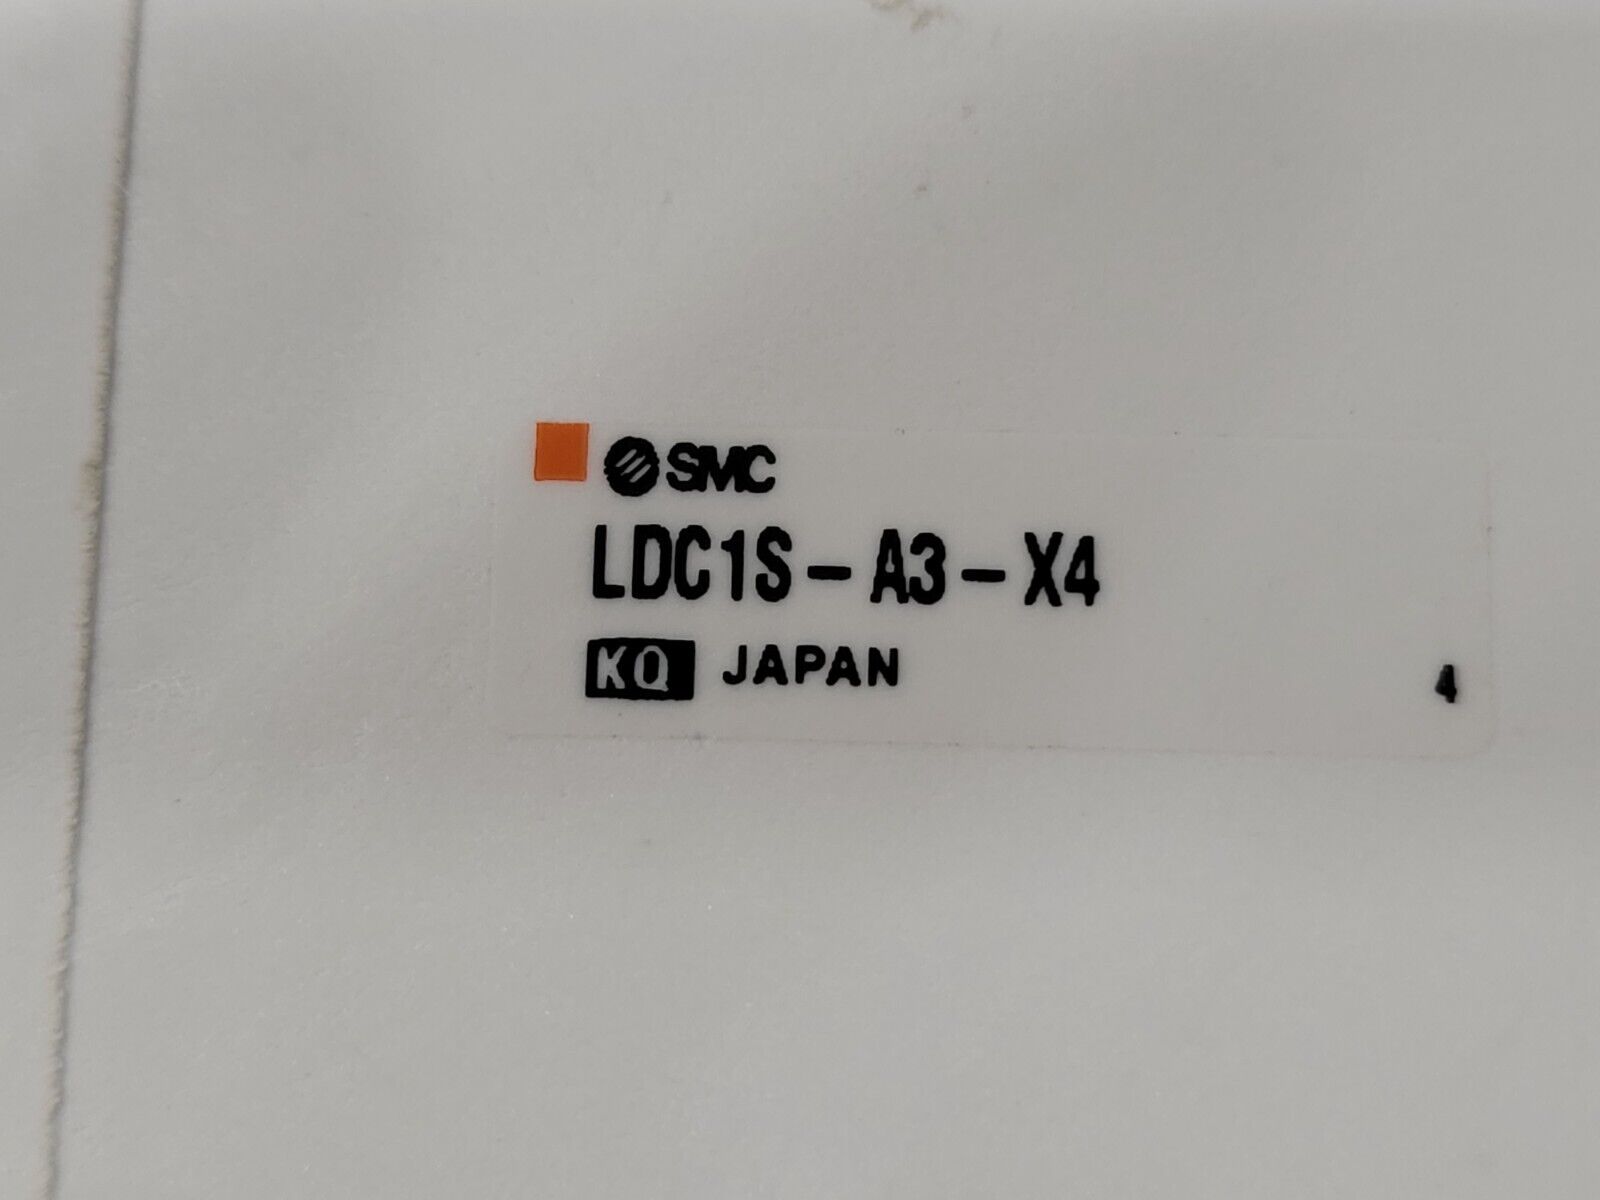 SMC
LDC1S-A3-X4
KQ JAPAN 4